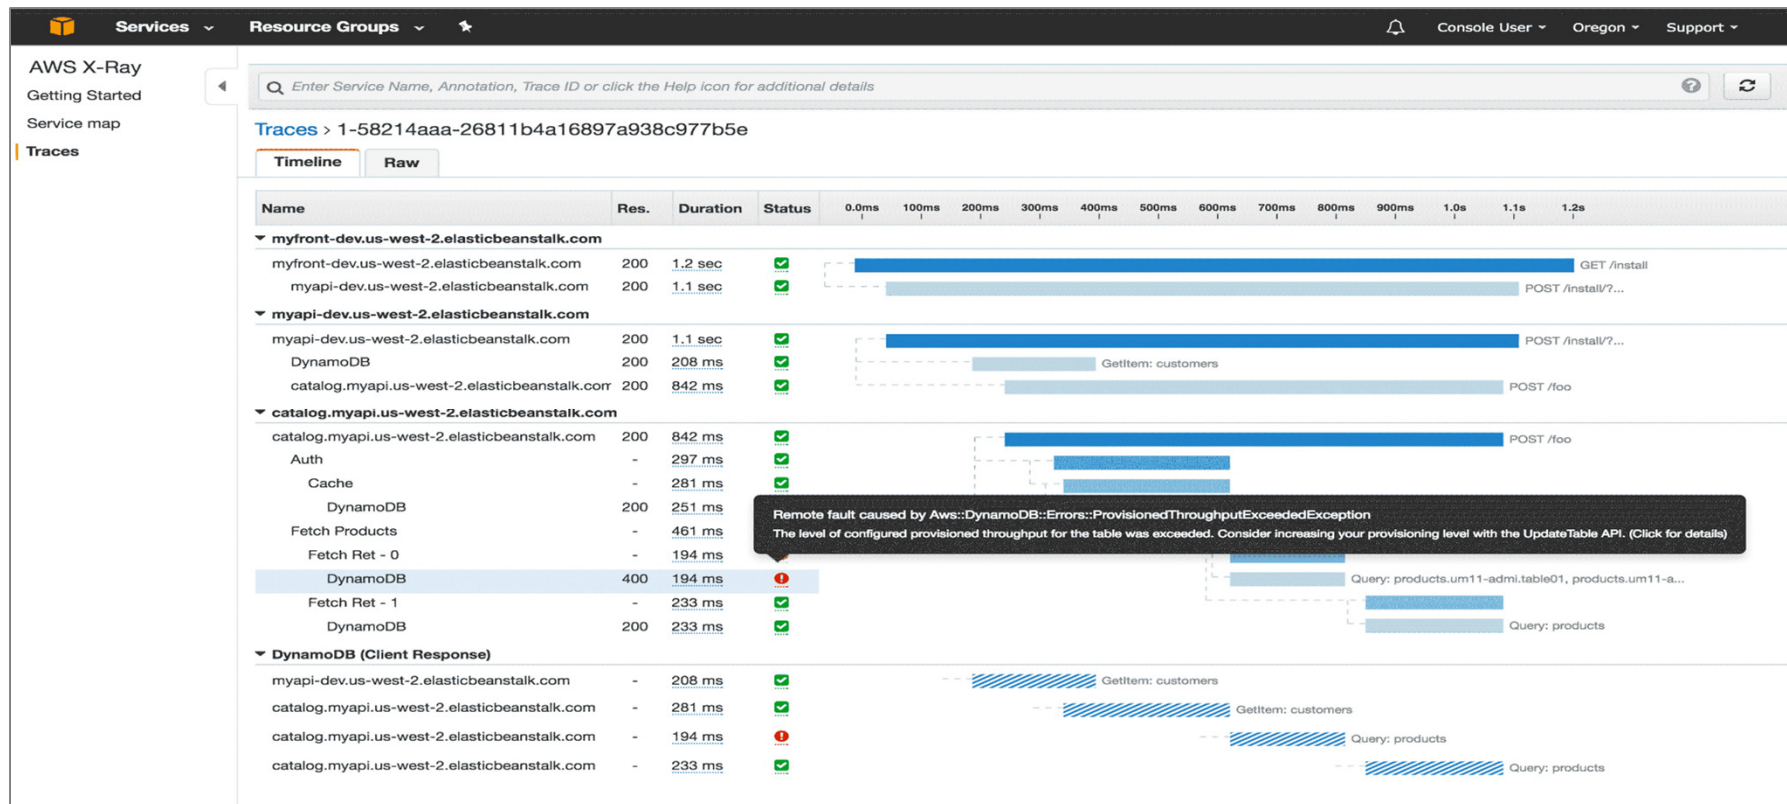 Services Resource Groups Console User Oregon Support
AWS X-Ray
Getting Started
Service map
Traces
Enter Service Name, Annotation, Trace ID or click the Help icon for additional details
Traces > 1-58214aaa-26811b4a16897a938c977b5e
Timeline Raw
Name Res. Duration Status 0.0ms 100ms 200ms 300ms 400ms 500ms 600ms 700ms 800ms 900ms 1.0s 1.1s 1.2s
myfront-dev.us-west-2.elasticbeanstalk.com
myfront-dev.us-west-2.elasticbeanstalk.com 200 1.2 sec GET /install
myapi-dev.us-west-2.elasticbeanstalk.com 200 1.1 sec POST /install/?...
myapi-dev.us-west-2.elasticbeanstalk.com
myapi-dev.us-west-2.elasticbeanstalk.com 200 1.1 sec POST /install/?...
DynamoDB 200 208 ms GetItem: customers
catalog.myapi.us-west-2.elasticbeanstalk.com 200 842 ms POST /foo
catalog.myapi.us-west-2.elasticbeanstalk.com
catalog.myapi.us-west-2.elasticbeanstalk.com 200 842 ms POST /foo
Auth - 297 ms
Cache - 281 ms
DynamoDB 200 251 ms
Remote fault caused by Aws::DynamoDB::Errors::ProvisionedThroughputExceededException
The level of configured provisioned throughput for the table was exceeded. Consider increasing your provisioning level with the UpdateTable API. (Click for details)
Fetch Products - 461 ms
Fetch Ret - 0 - 194 ms
DynamoDB 400 194 ms Query: products.um11-admi.table01, products.um11-a...
Fetch Ret - 1 - 233 ms
DynamoDB 200 233 ms Query: products
DynamoDB (Client Response)
myapi-dev.us-west-2.elasticbeanstalk.com - 208 ms GetItem: customers
catalog.myapi.us-west-2.elasticbeanstalk.com - 281 ms GetItem: customers
catalog.myapi.us-west-2.elasticbeanstalk.com - 194 ms Query: products
catalog.myapi.us-west-2.elasticbeanstalk.com - 233 ms Query: products